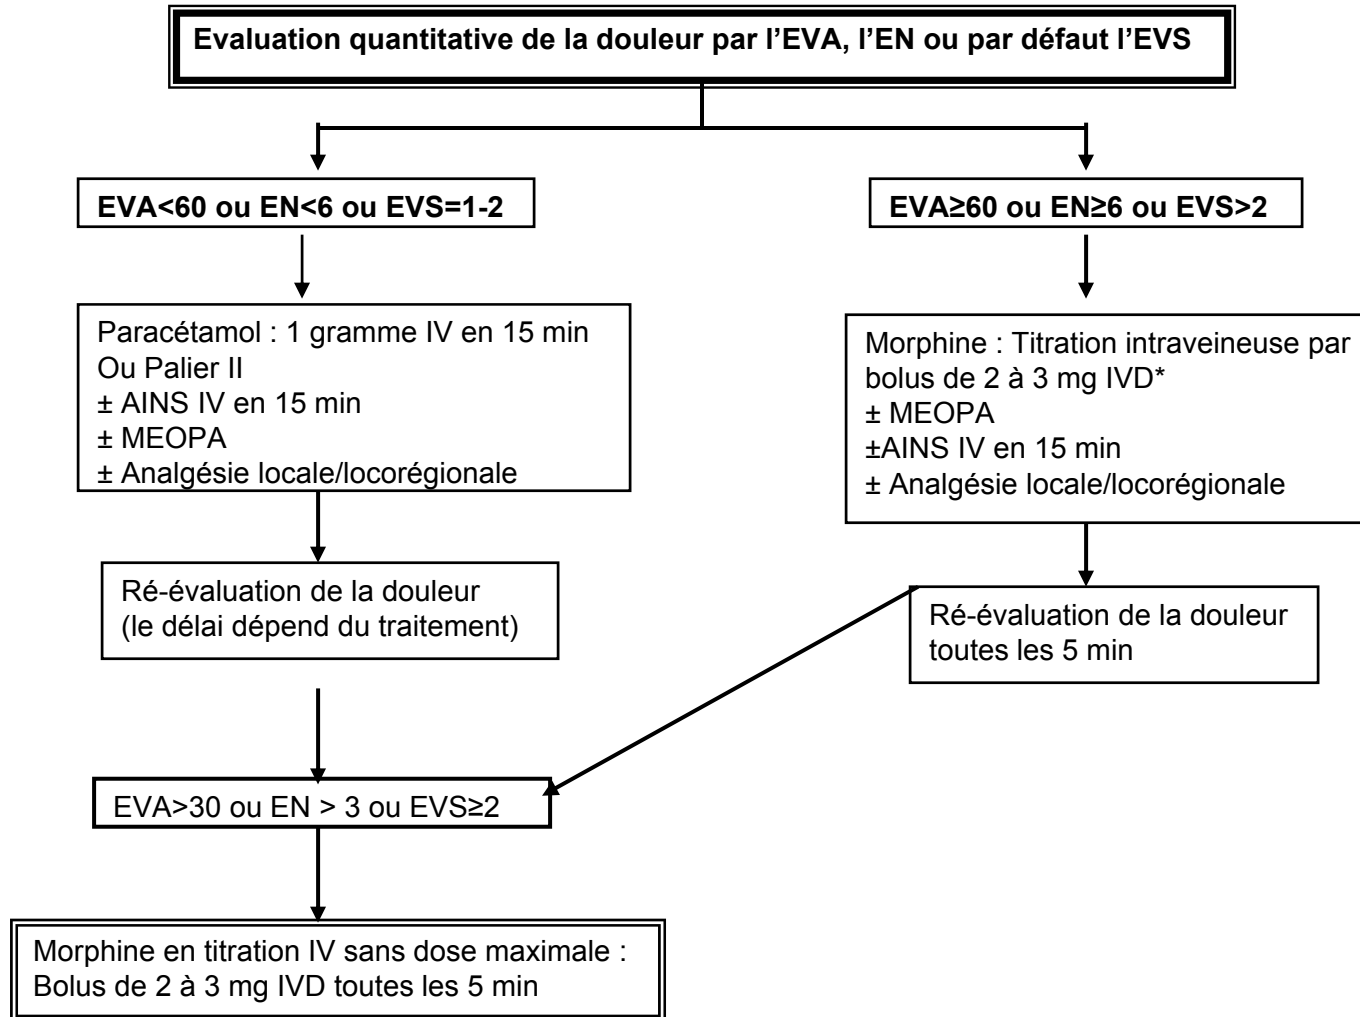 Evaluation quantitative de la douleur par l’EVA, l’EN ou par défaut l’EVS
EVA<60 ou EN<6 ou EVS=1-2
EVA≥60 ou EN≥6 ou EVS>2
Paracétamol : 1 gramme IV en 15 min
Ou Palier II
± AINS IV en 15 min
± MEOPA
± Analgésie locale/locorégionale
Morphine : Titration intraveineuse par
bolus de 2 à 3 mg IVD*
± MEOPA
±AINS IV en 15 min
± Analgésie locale/locorégionale
Ré-évaluation de la douleur
(le délai dépend du traitement)
Ré-évaluation de la douleur
toutes les 5 min
EVA>30 ou EN > 3 ou EVS≥2
Morphine en titration IV sans dose maximale :
Bolus de 2 à 3 mg IVD toutes les 5 min